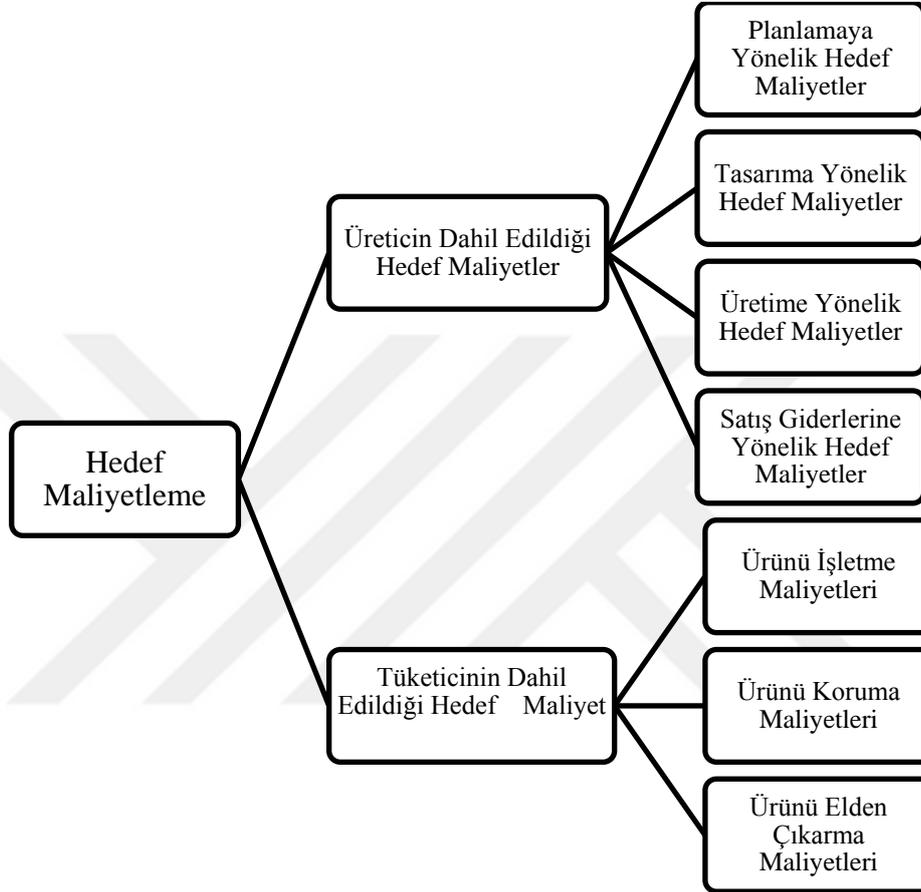 Planlamaya
Yönelik Hedef
Maliyetler
Tasarıma Yönelik
Hedef Maliyetler
Üreticin Dahil Edildiği
Hedef Maliyetler
Üretime Yönelik
Hedef Maliyetler
Satış Giderlerine
Yönelik Hedef
Maliyetler
Hedef
Maliyetleme
Ürünü İşletme
Maliyetleri
Tüketicinin Dahil
Edildiği Hedef Maliyet
Ürünü Koruma
Maliyetleri
Ürünü Elden
Çıkarma
Maliyetleri